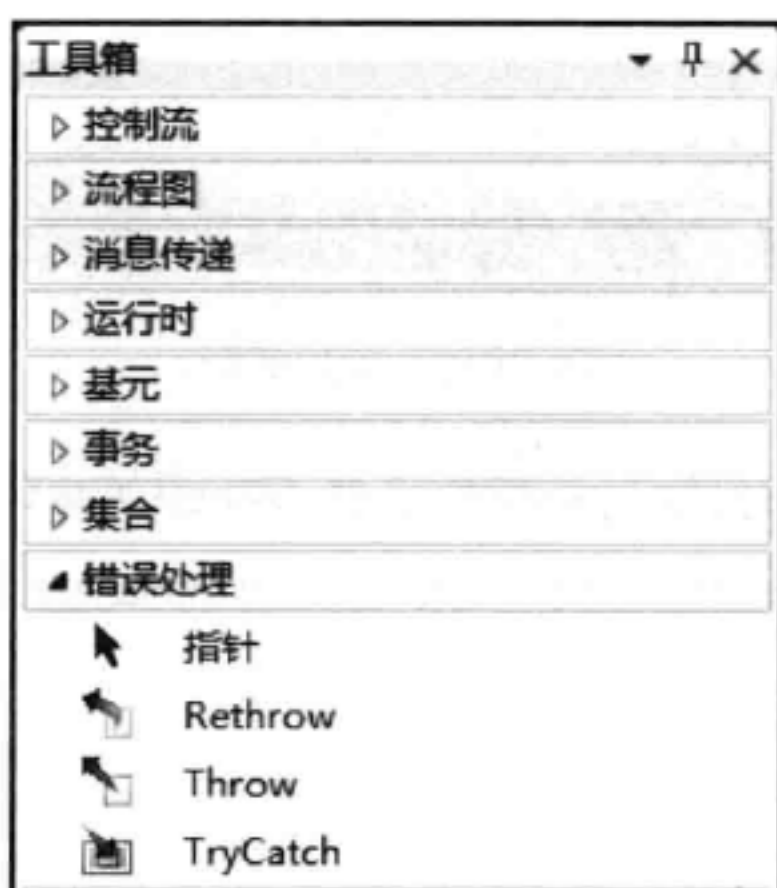 工具箱
控制流
流程图
消息传递
运行时
基元
事务
集合
错误处理
指针
Rethrow
Throw
TryCatch